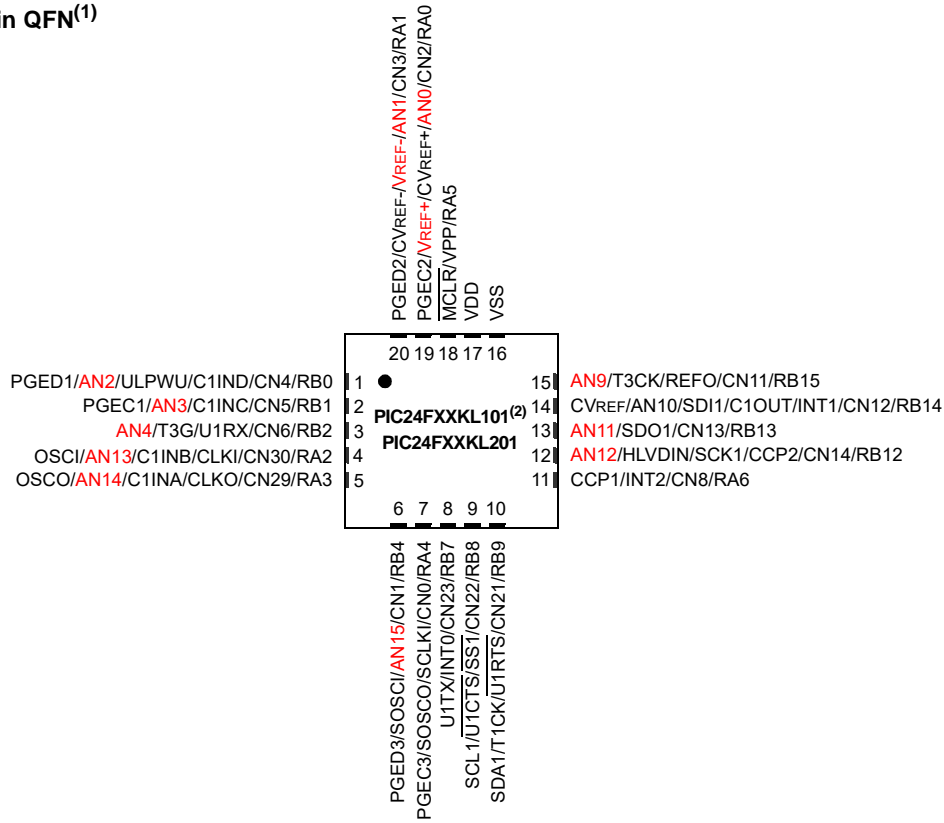 in QFN(1)
PGED2/CVREF-/VREF-/AN1/CN3/RA1
PGEC2/VREF+/CVREF+/AN0/CN2/RA0
MCLR/VPP/RA5
VDD
VSS
20 19 18 17 16
PGED1/AN2/ULPWU/C1IND/CN4/RB0 1
PGEC1/AN3/C1INC/CN5/RB1 2
AN4/T3G/U1RX/CN6/RB2 3
OSCI/AN13/C1INB/CLKI/CN30/RA2 4
OSCO/AN14/C1INA/CLKO/CN29/RA3 5
PIC24FXXKL101(2)
PIC24FXXKL201
15 AN9/T3CK/REFO/CN11/RB15
14 CVREF/AN10/SDI1/C1OUT/INT1/CN12/RB14
13 AN11/SDO1/CN13/RB13
12 AN12/HLVDIN/SCK1/CCP2/CN14/RB12
11 CCP1/INT2/CN8/RA6
6 7 8 9 10
PGED3/SOSCI/AN15/CN1/RB4
PGEC3/SOSCO/SCLKI/CN0/RA4
U1TX/INT0/CN23/RB7
SCL1/U1CTS/SS1/CN22/RB8
SDA1/T1CK/U1RTS/CN21/RB9